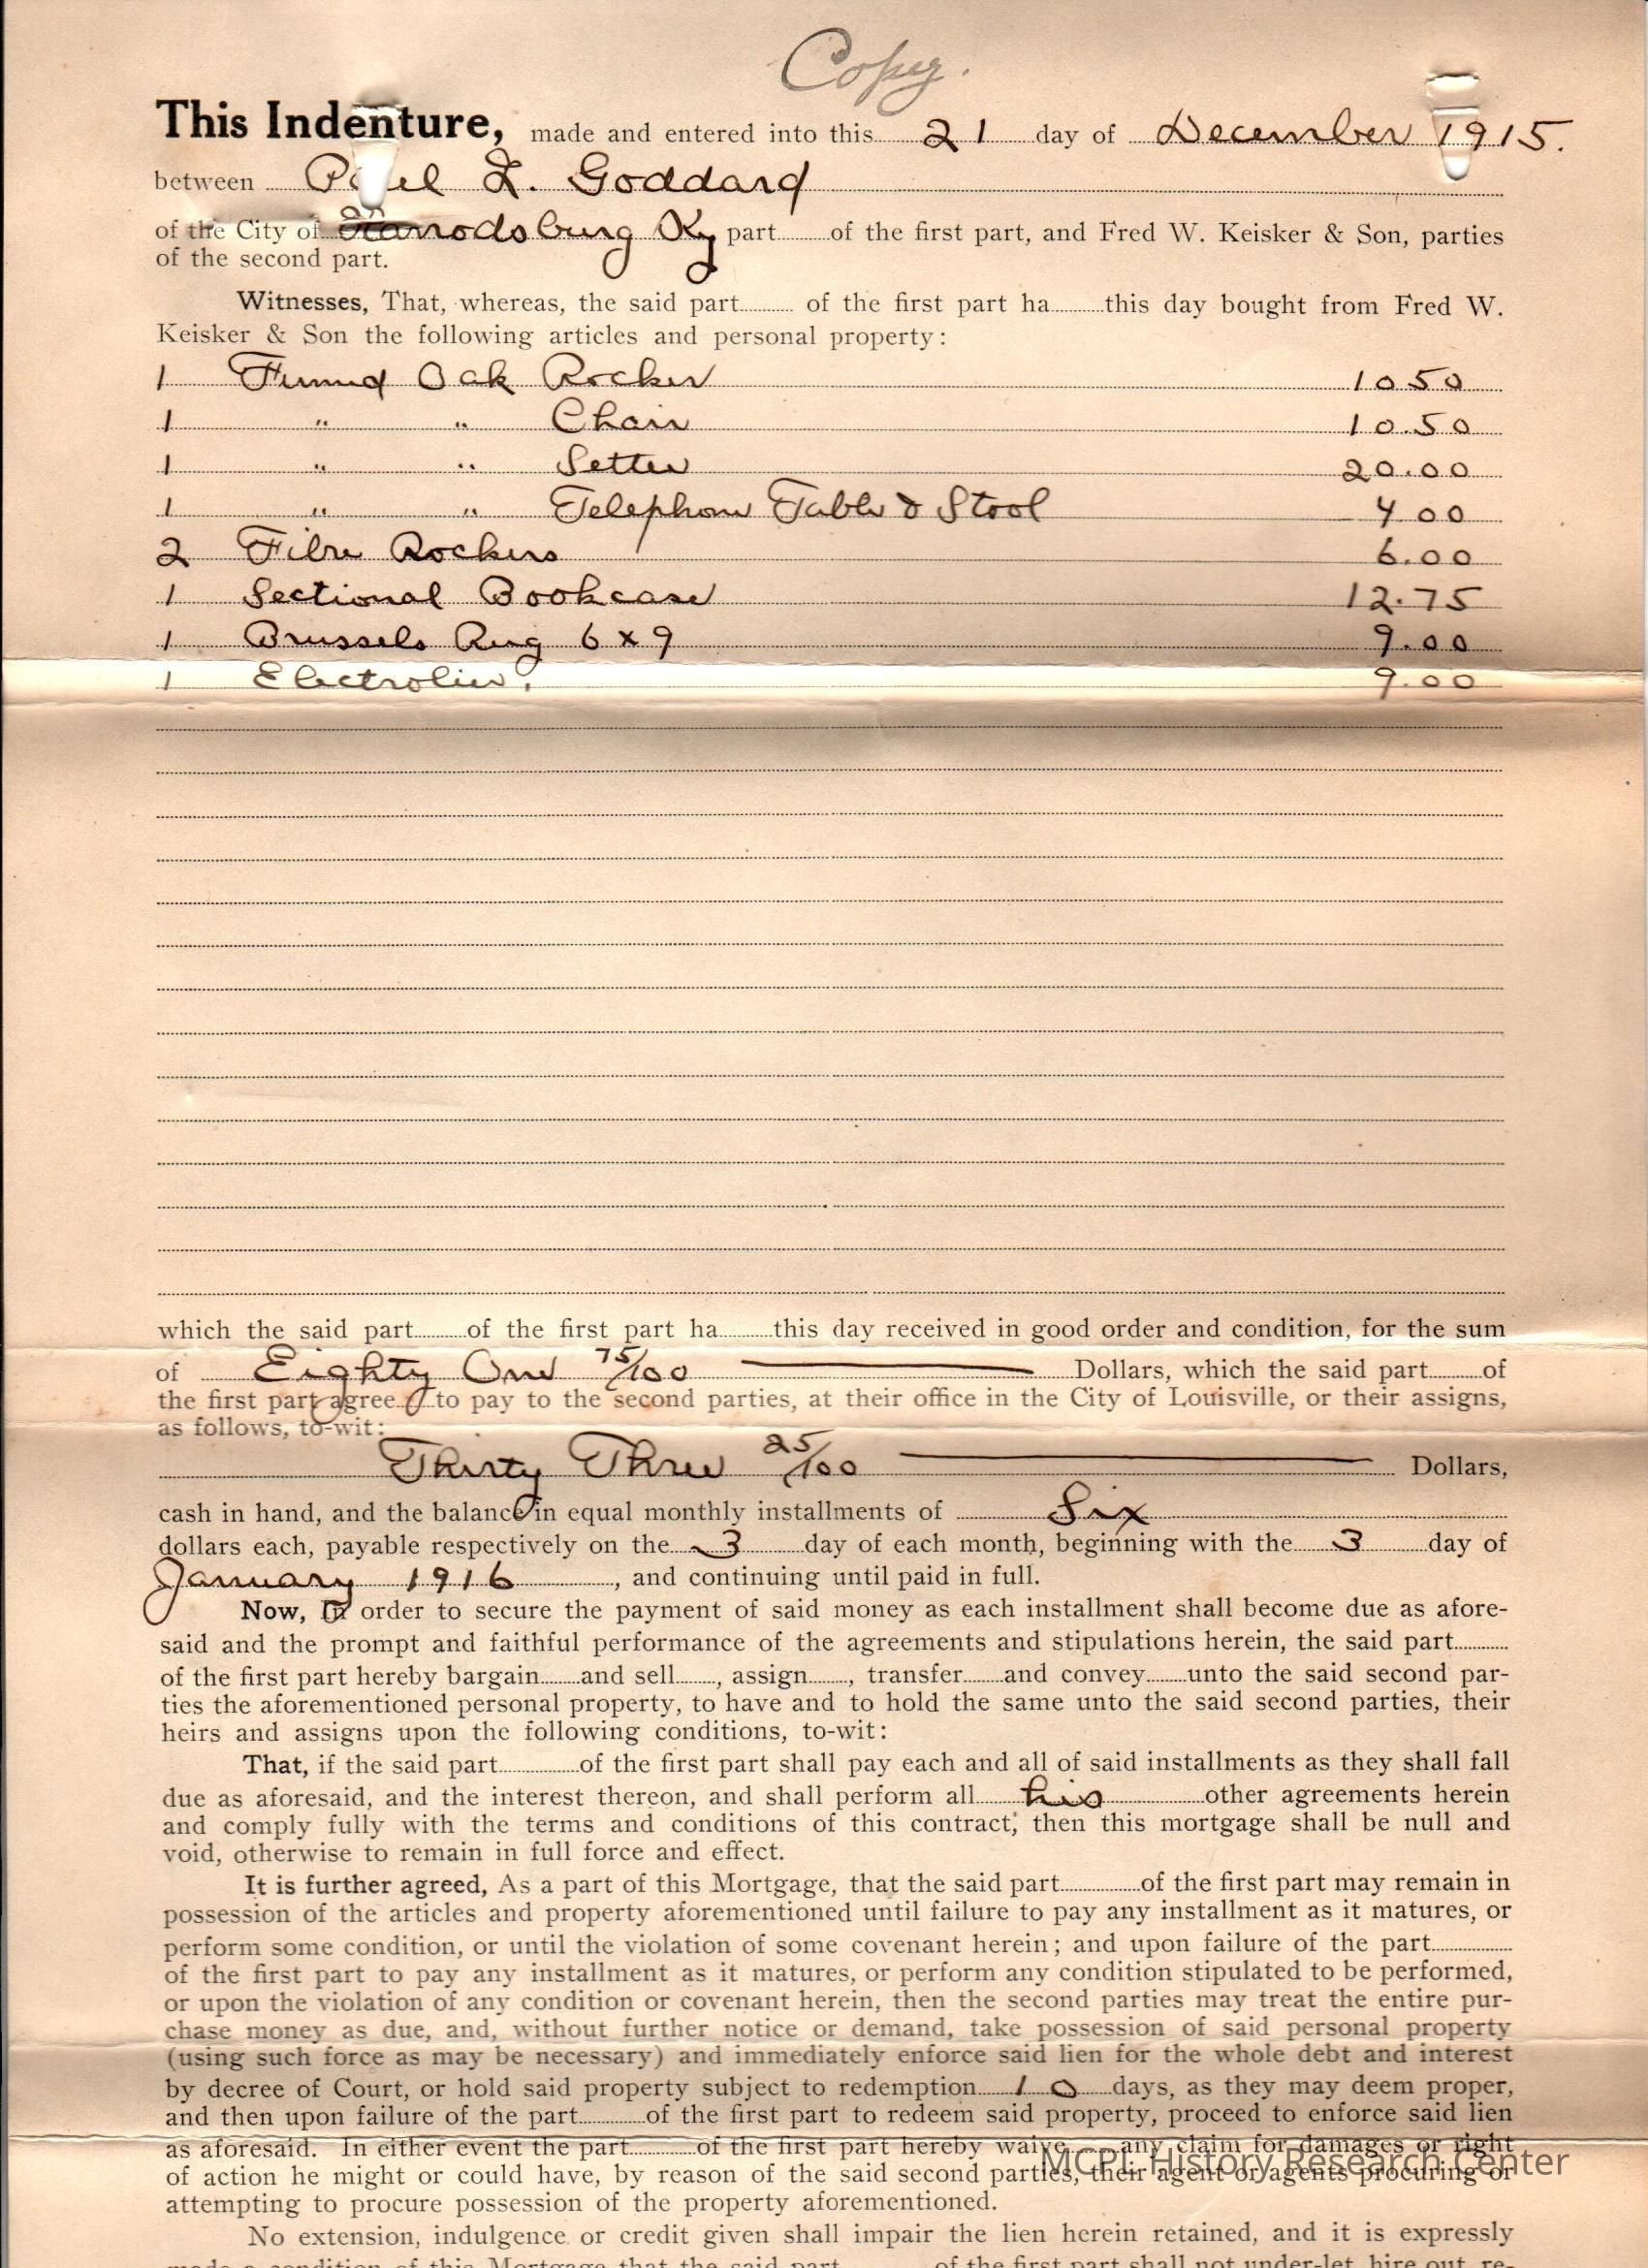 Copy.
This Indenture, made and entered into this 21 day of December 1915.
between Paul L. Goddard
of the City of Harrodsburg Ky part of the first part, and Fred W. Keisker & Son, parties
of the second part.
Witnesses, That, whereas, the said part of the first part ha this day bought from Fred W.
Keisker & Son the following articles and personal property:
1 Fumed Oak Rocker 10 50
1 " " Chair 10.50
1 " " Settee 20.00
1 " " Telephone Table & Stool 4 00
2 Fibre Rockers 6.00
1 Sectional Bookcase 12.75
1 Brussels Rug 6 x 9 9.00
1 Electrolier. 9.00
which the said part of the first part ha this day received in good order and condition, for the sum
of Eighty One 75/100 Dollars, which the said part of
the first part agree to pay to the second parties, at their office in the City of Louisville, or their assigns,
as follows, to-wit:
Thirty Three 25/100 Dollars,
cash in hand, and the balance in equal monthly installments of Six
dollars each, payable respectively on the 3 day of each month, beginning with the 3 day of
January 1916, and continuing until paid in full.
Now, In order to secure the payment of said money as each installment shall become due as afore-
said and the prompt and faithful performance of the agreements and stipulations herein, the said part
of the first part hereby bargain and sell, assign, transfer and convey unto the said second par-
ties the aforementioned personal property, to have and to hold the same unto the said second parties, their
heirs and assigns upon the following conditions, to-wit:
That, if the said part of the first part shall pay each and all of said installments as they shall fall
due as aforesaid, and the interest thereon, and shall perform all his other agreements herein
and comply fully with the terms and conditions of this contract; then this mortgage shall be null and
void, otherwise to remain in full force and effect.
It is further agreed, As a part of this Mortgage, that the said part of the first part may remain in
possession of the articles and property aforementioned until failure to pay any installment as it matures, or
perform some condition, or until the violation of some covenant herein; and upon failure of the part
of the first part to pay any installment as it matures, or perform any condition stipulated to be performed,
or upon the violation of any condition or covenant herein, then the second parties may treat the entire pur-
chase money as due, and, without further notice or demand, take possession of said personal property
(using such force as may be necessary) and immediately enforce said lien for the whole debt and interest
by decree of Court, or hold said property subject to redemption 10 days, as they may deem proper,
and then upon failure of the part of the first part to redeem said property, proceed to enforce said lien
as aforesaid. In either event the part of the first part hereby waive any claim for damages or right
of action he might or could have, by reason of the said second parties, their agent or agents procuring or
attempting to procure possession of the property aforementioned.
MCPL History Research Center
No extension, indulgence or credit given shall impair the lien herein retained, and it is expressly
made a condition of this Mortgage that the said part of the first part shall not under-let, hire out, re-